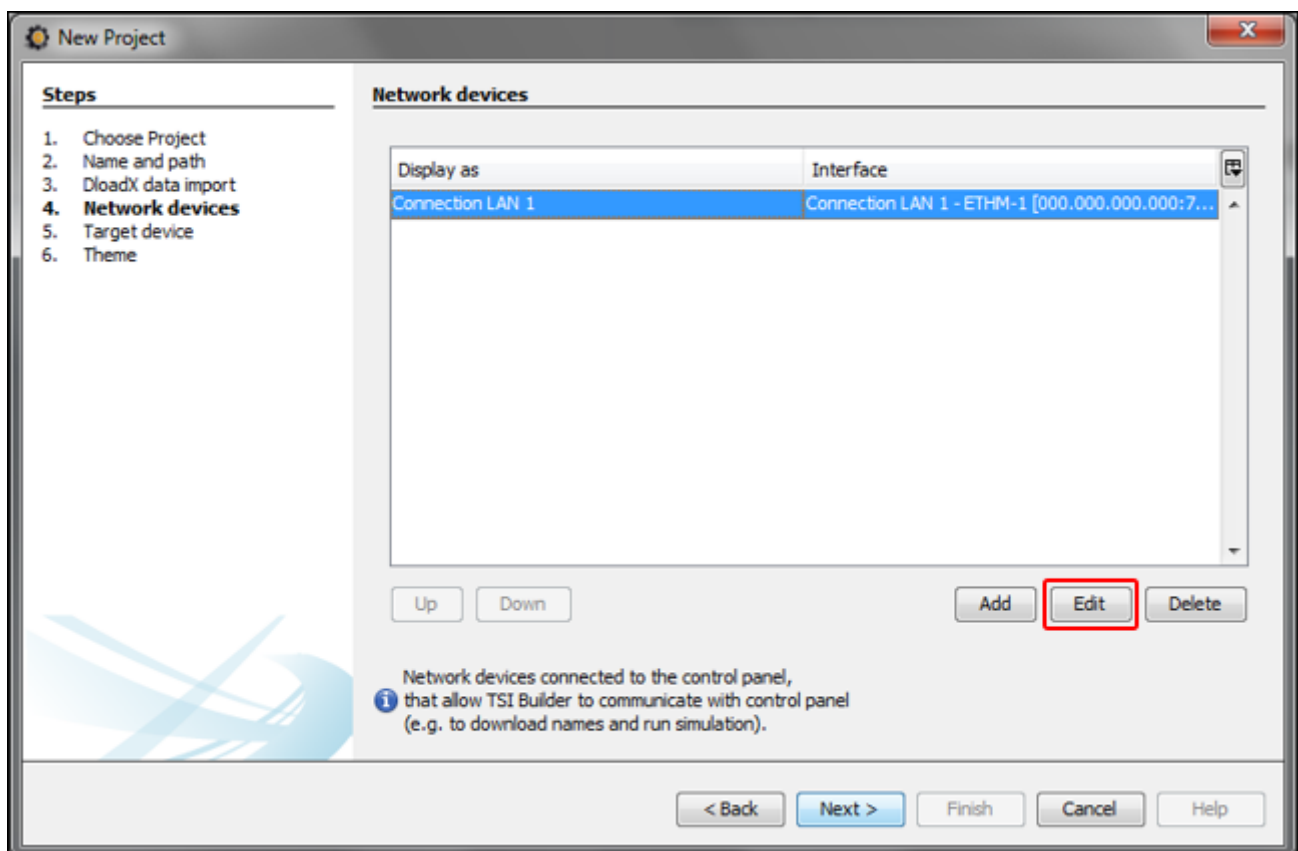 New Project
Steps
1. Choose Project
2. Name and path
3. DloadX data import
4. Network devices
5. Target device
6. Theme
Network devices
Display as Interface
Connection LAN 1 Connection LAN 1 - ETHM-1 [000.000.000.000:7...
Up Down Add Edit Delete
Network devices connected to the control panel,
that allow TSI Builder to communicate with control panel
(e.g. to download names and run simulation).
< Back Next > Finish Cancel Help